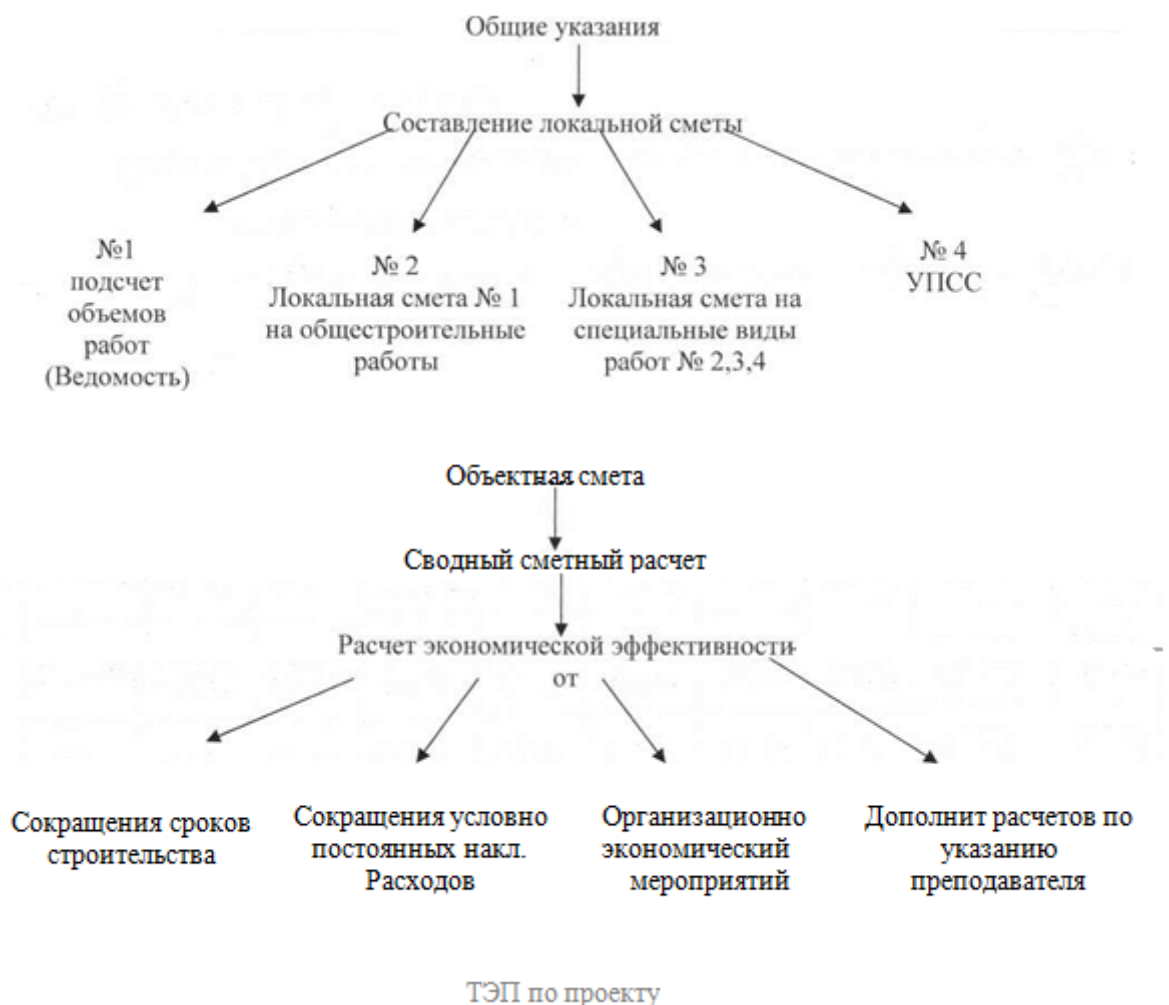 Общие указания
Составление локальной сметы
№1
подсчет
объемов
работ
(Ведомость)
№ 2
Локальная смета № 1
на общестроительные
работы
№ 3
Локальная смета на
специальные виды
работ № 2,3,4
№ 4
УПСС
Объектная смета
Сводный сметный расчет
Расчет экономической эффективности
от
Сокращения сроков
строительства
Сокращения условно
постоянных накл.
Расходов
Организационно
экономический
мероприятий
Дополнит расчетов по
указанию
преподавателя
ТЭП по проекту